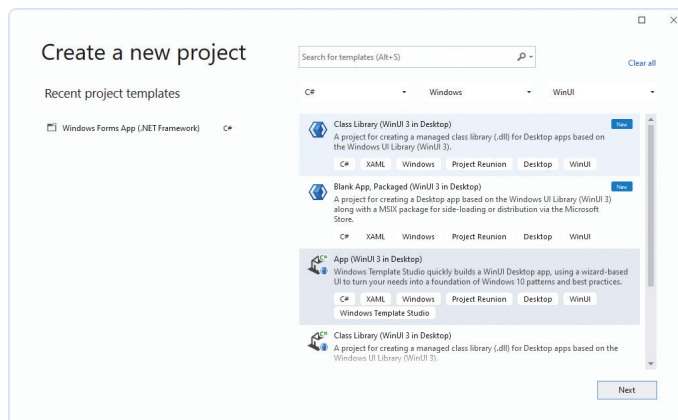 Create a new project
Search for templates (Alt+S)
Clear all
Recent project templates
C# Windows WinUI
Windows Forms App (.NET Framework) C#
Class Library (WinUI 3 in Desktop) New
A project for creating a managed class library (.dll) for Desktop apps based on
the Windows UI Library (WinUI 3).
C# XAML Windows Project Reunion Desktop WinUI
Blank App, Packaged (WinUI 3 in Desktop) New
A project for creating a Desktop app based on the Windows UI Library (WinUI 3)
along with a MSIX package for side-loading or distribution via the Microsoft
Store.
C# XAML Windows Project Reunion Desktop WinUI
App (WinUI 3 in Desktop)
Windows Template Studio quickly builds a WinUI Desktop app, using a wizard-based
UI to turn your needs into a foundation of Windows 10 patterns and best practices.
C# XAML Windows Project Reunion Desktop WinUI
Windows Template Studio
Class Library (WinUI 3 in Desktop)
A project for creating a managed class library (.dll) for Desktop apps based on the
Windows UI Library (WinUI 3).
Next